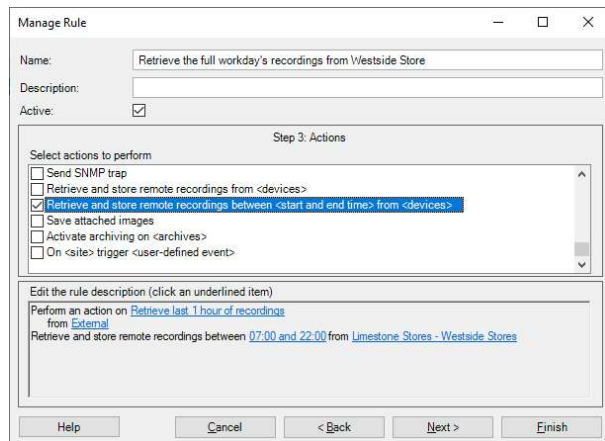 Manage Rule
Name: Retrieve the full workday's recordings from Westside Store
Description:
Active:
Step 3: Actions
Select actions to perform
Send SNMP trap
Retrieve and store remote recordings from <devices>
Retrieve and store remote recordings between <start and end time> from <devices>
Save attached images
Activate archiving on <archives>
On <site> trigger <user-defined event>
Edit the rule description (click an underlined item)
Perform an action on Retrieve last 1 hour of recordings
from External
Retrieve and store remote recordings between 07:00 and 22:00 from Limestone Stores - Westside Stores
Help Cancel < Back Next > Finish